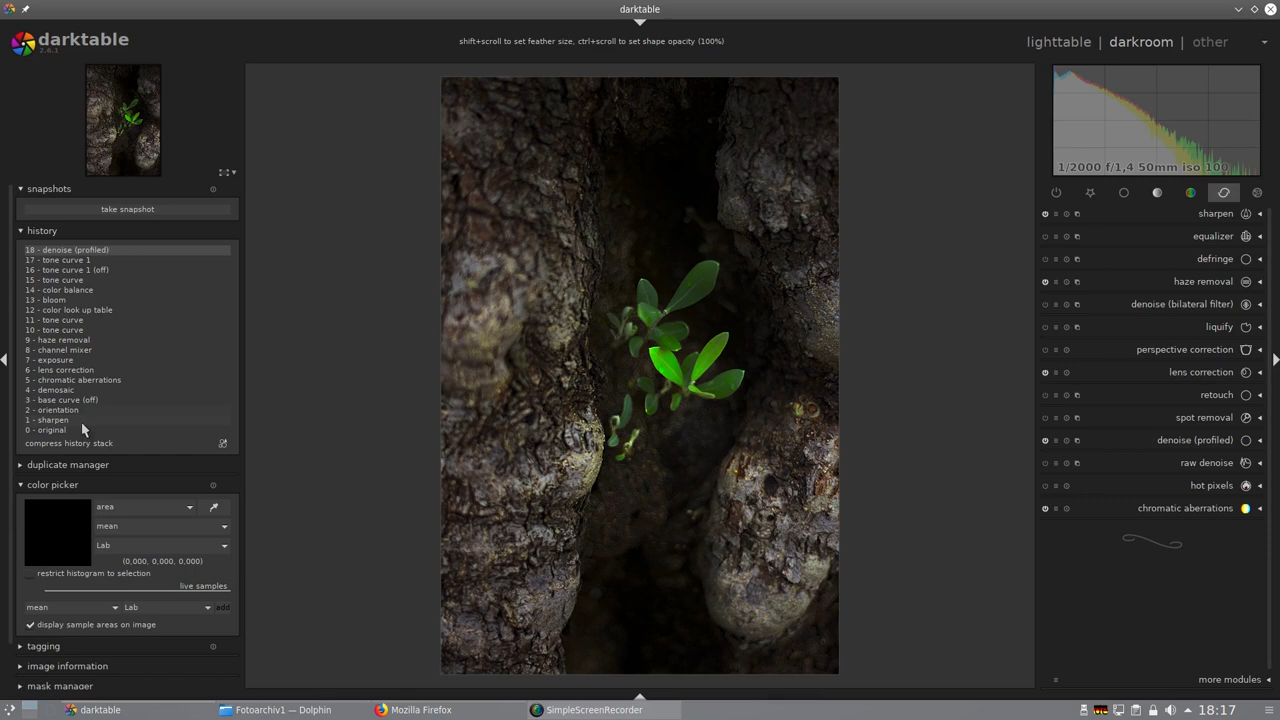 darktable
darktable
2.6.1
shift+scroll to set feather size, ctrl+scroll to set shape opacity (100%)
lighttable | darkroom | other
1/2000 f/1,4 50mm iso 100
snapshots
take snapshot
history
18 - denoise (profiled)
17 - tone curve 1
16 - tone curve 1 (off)
15 - tone curve
14 - color balance
13 - bloom
12 - color look up table
11 - tone curve
10 - tone curve
9 - haze removal
8 - channel mixer
7 - exposure
6 - lens correction
5 - chromatic aberrations
4 - demosaic
3 - base curve (off)
2 - orientation
1 - sharpen
0 - original
compress history stack
duplicate manager
color picker
area
mean
Lab
(0,000, 0,000, 0,000)
restrict histogram to selection
live samples
mean Lab add
display sample areas on image
tagging
image information
mask manager
sharpen
equalizer
defringe
haze removal
denoise (bilateral filter)
liquify
perspective correction
lens correction
retouch
spot removal
denoise (profiled)
raw denoise
hot pixels
chromatic aberrations
more modules
darktable
Fotoarchiv1 — Dolphin
Mozilla Firefox
SimpleScreenRecorder
18:17